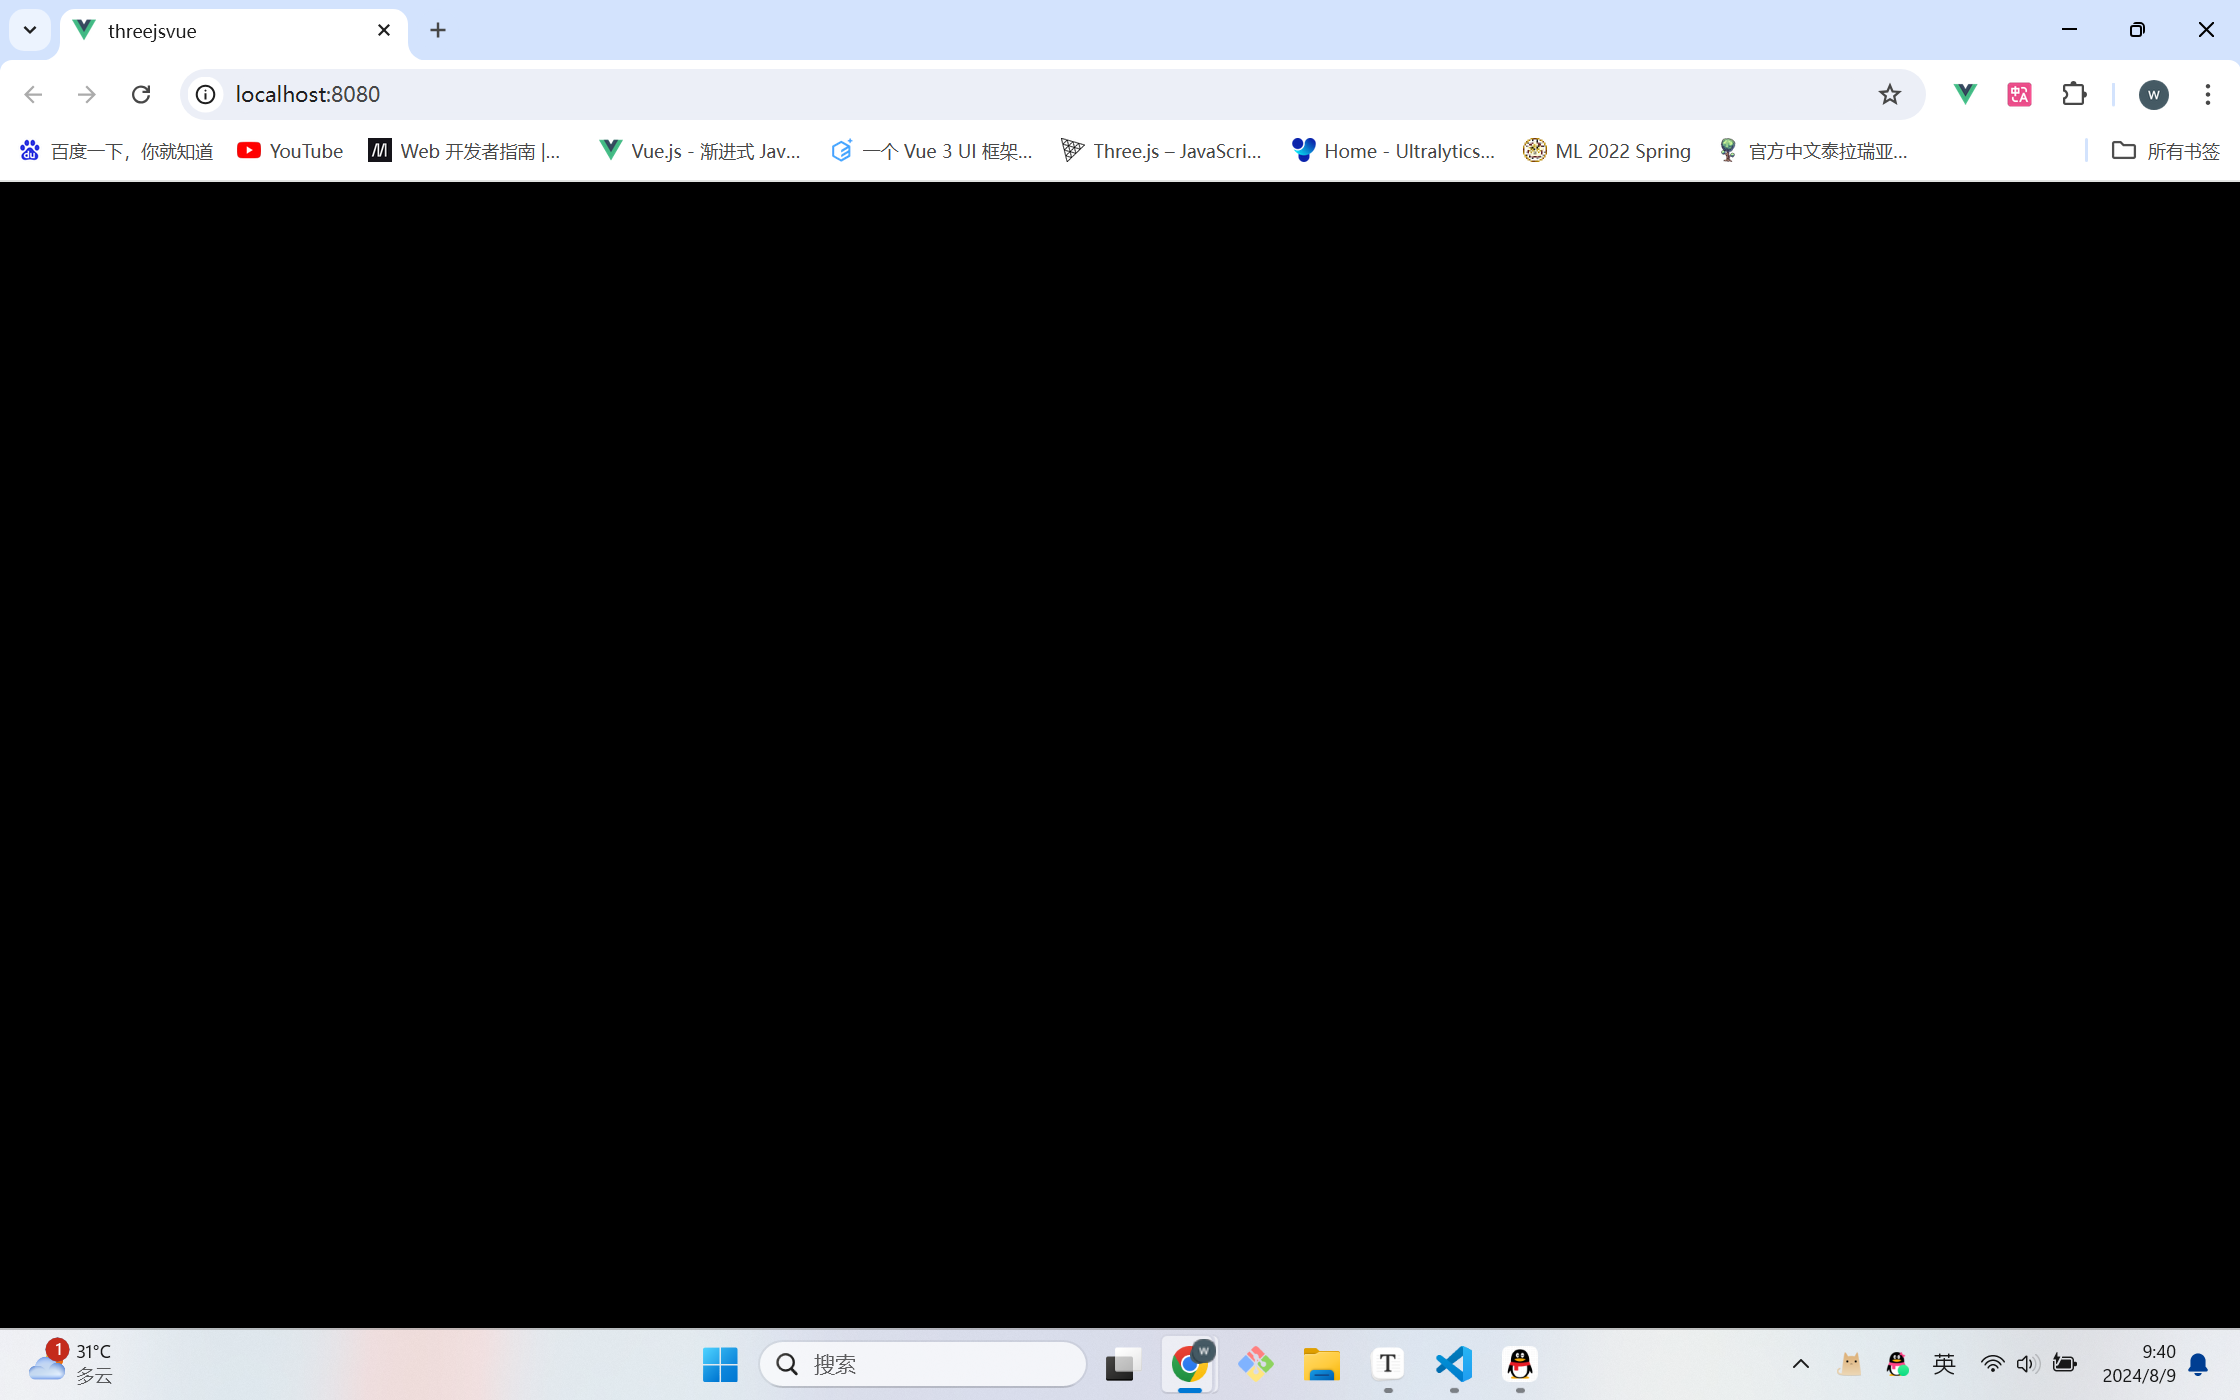 threejsvue
localhost:8080
W
百度一下，你就知道
YouTube
Web 开发者指南 |...
Vue.js - 渐进式 Jav...
一个 Vue 3 UI 框架...
Three.js – JavaScri...
Home - Ultralytics...
ML 2022 Spring
官方中文泰拉瑞亚...
所有书签
1
31°C
多云
搜索
W
T
英
9:40
2024/8/9